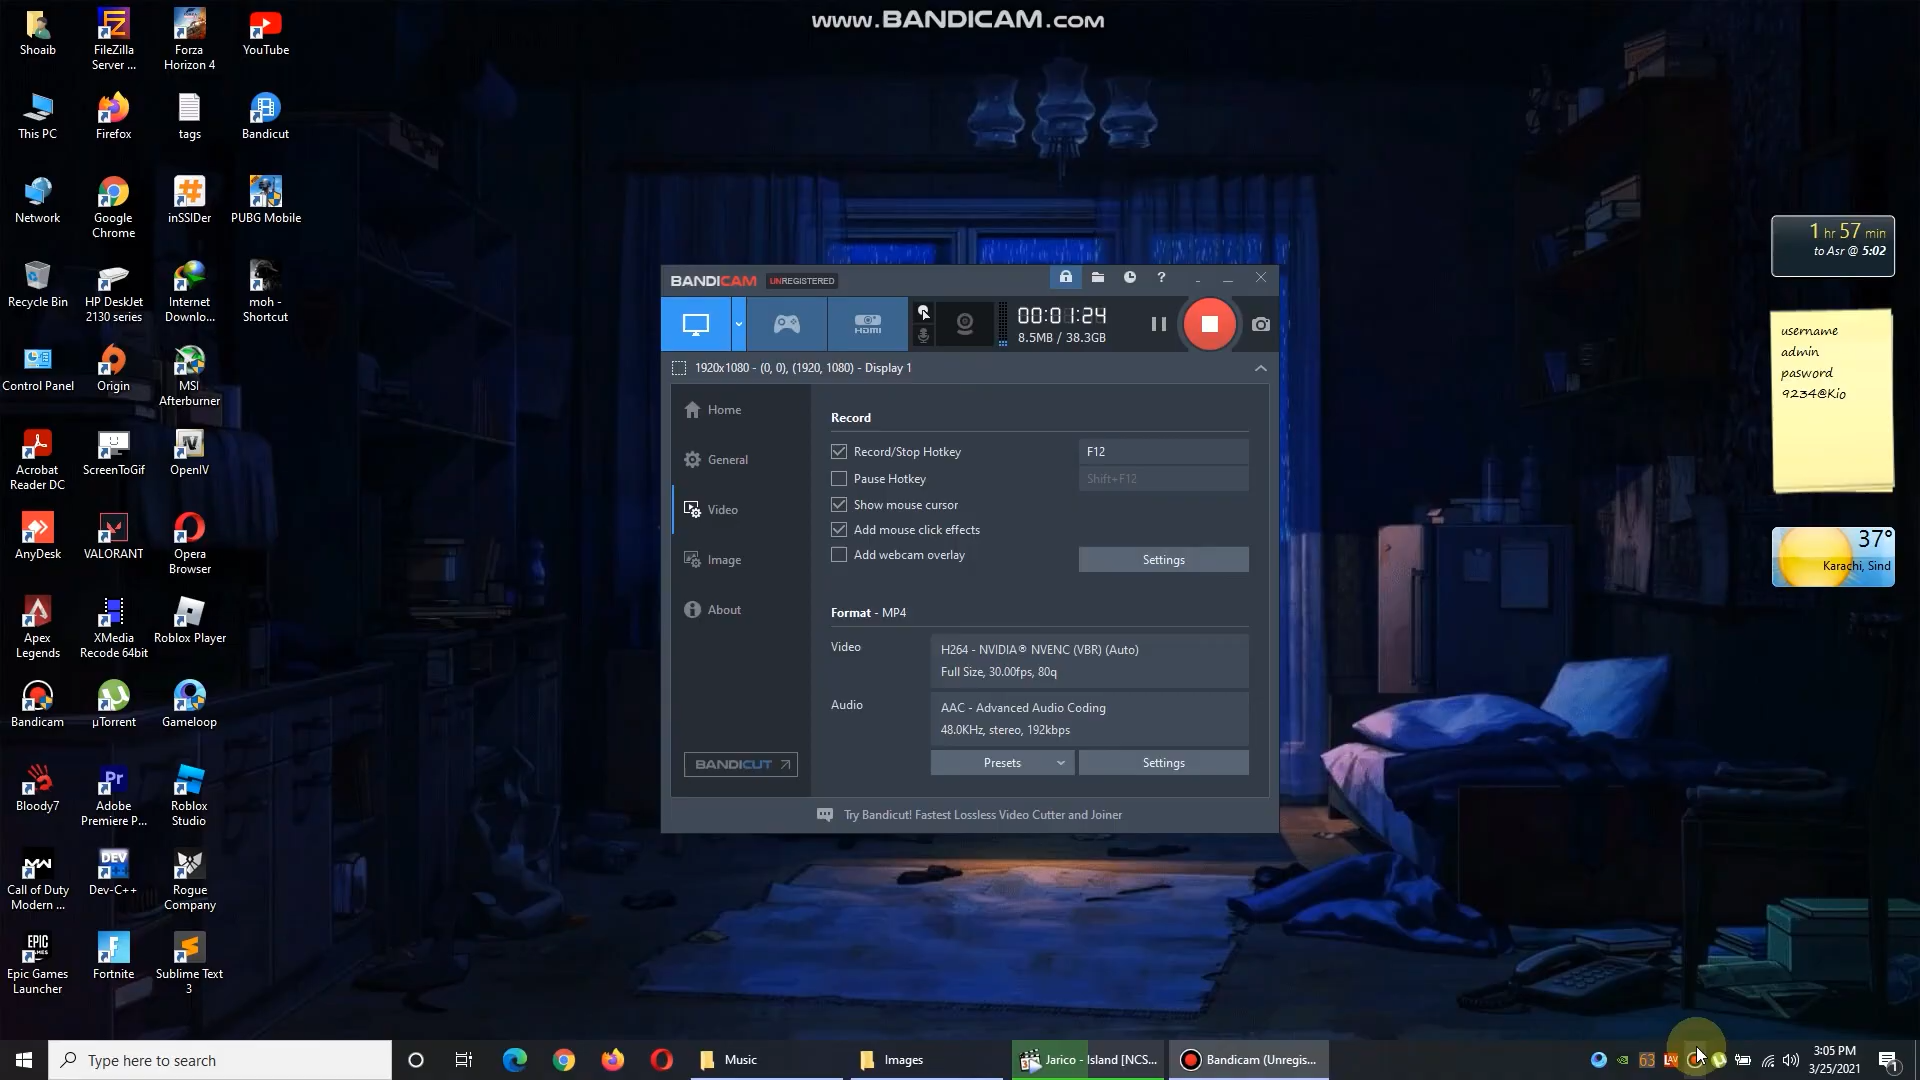 www.BANDICAM.com
Shoaib
FileZilla
Server ...
Forza
Horizon 4
YouTube
This PC
Firefox
tags
Bandicut
Network
Google
Chrome
inSSIDer
PUBG Mobile
Recycle Bin
HP DeskJet
2130 series
Internet
Downlo...
moh -
Shortcut
Control Panel
Origin
MSI
Afterburner
Acrobat
Reader DC
ScreenToGif
OpenIV
AnyDesk
VALORANT
Opera
Browser
Apex
Legends
XMedia
Recode 64bit
Roblox Player
Bandicam
µTorrent
Gameloop
Bloody7
Adobe
Premiere P...
Roblox
Studio
Call of Duty
Modern ...
Dev-C++
Rogue
Company
Epic Games
Launcher
Fortnite
Sublime Text
3
BANDICAM UNREGISTERED
HDMI
00:01:24
8.5MB / 38.3GB
1920x1080 - (0, 0), (1920, 1080) - Display 1
Home
General
Video
Image
About
BANDICUT
Record
Record/Stop Hotkey F12
Pause Hotkey Shift+F12
Show mouse cursor
Add mouse click effects
Add webcam overlay
Settings
Format - MP4
Video
H264 - NVIDIA® NVENC (VBR) (Auto)
Full Size, 30.00fps, 80q
Audio
AAC - Advanced Audio Coding
48.0KHz, stereo, 192kbps
Presets Settings
Try Bandicut! Fastest Lossless Video Cutter and Joiner
1 hr 57 min
to Asr @ 5:02
username
admin
pasword
9234@Kio
37°
Karachi, Sind
Type here to search
Music
Images
Jarico - Island [NCS...
Bandicam (Unregis...
63
3:05 PM
3/25/2021
1